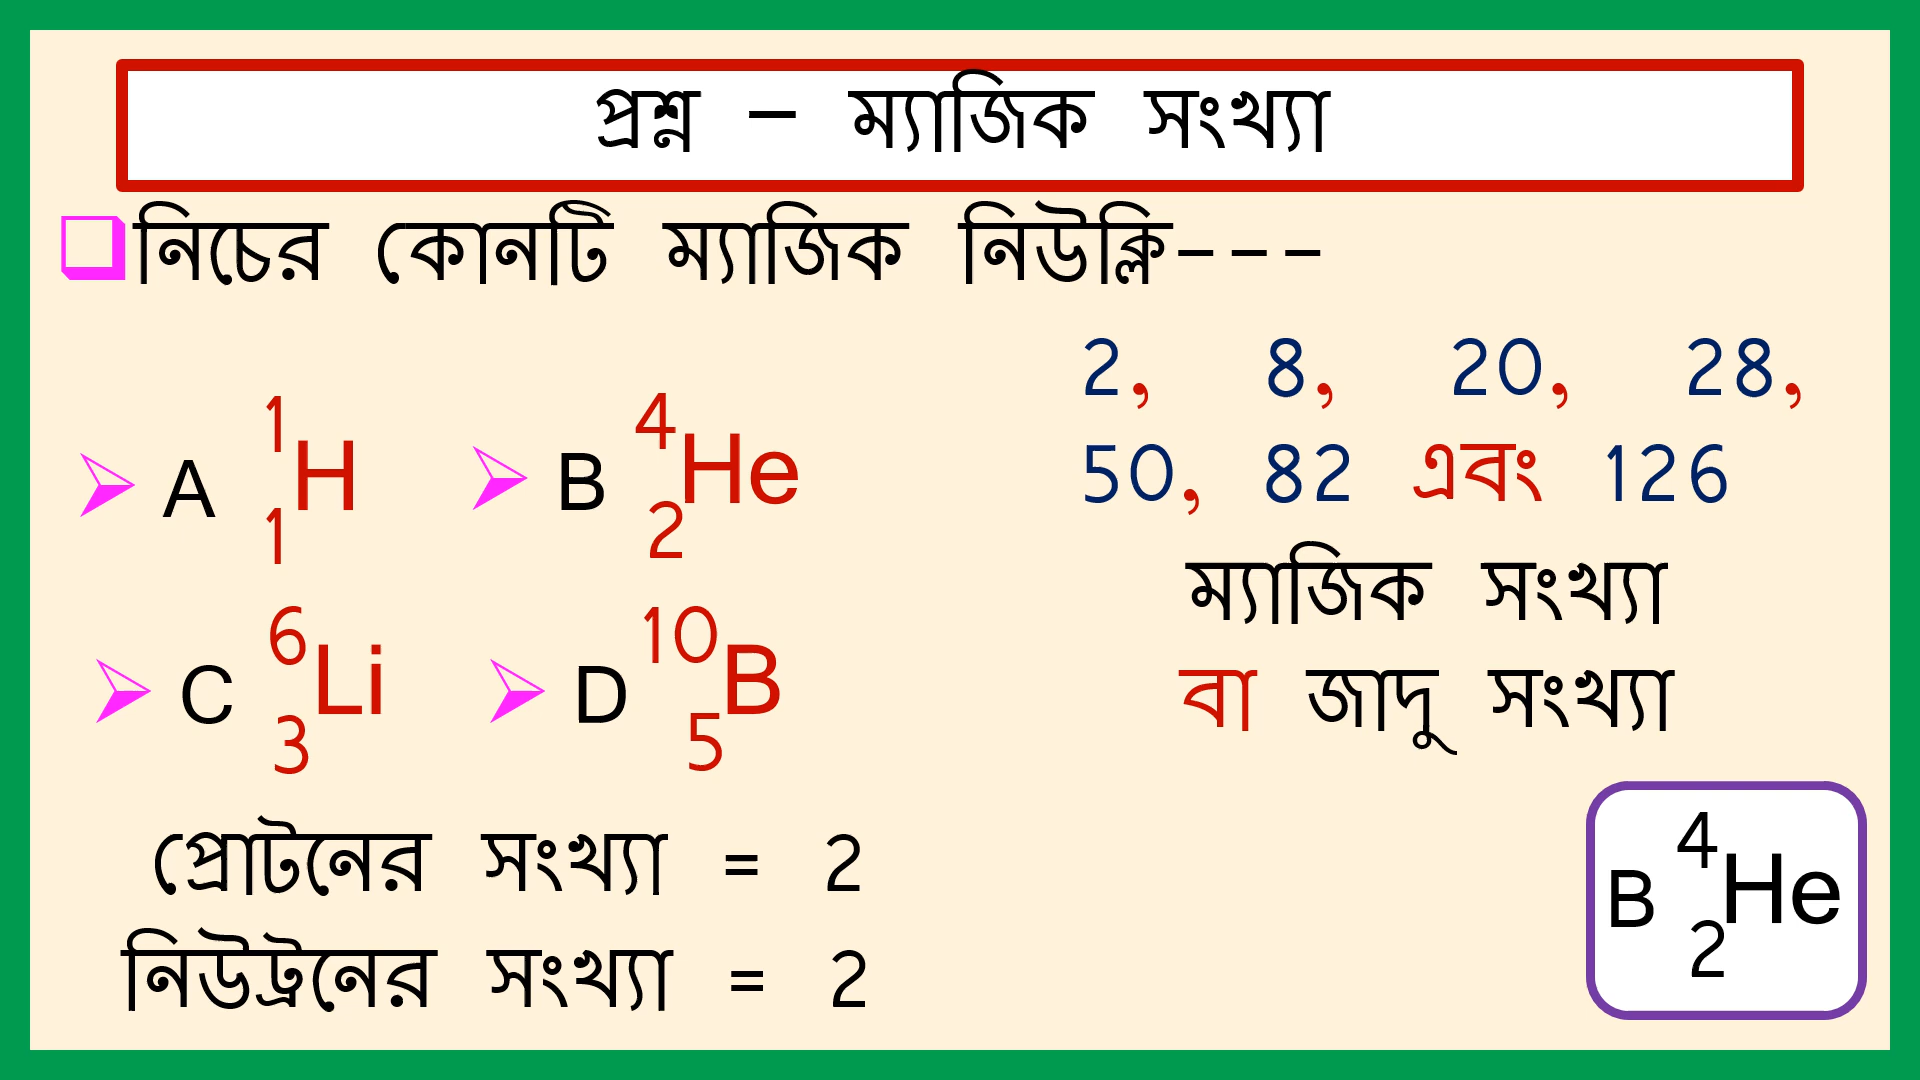 প্রশ্ন – ম্যাজিক সংখ্যা
নিচের কোনটি ম্যাজিক নিউক্লি---
A ¹₁H B ⁴₂He
C ⁶₃Li D ¹⁰₅B
2, 8, 20, 28,
50, 82 এবং 126
ম্যাজিক সংখ্যা
বা জাদু সংখ্যা
প্রোটনের সংখ্যা = 2
নিউট্রনের সংখ্যা = 2
B ⁴₂He